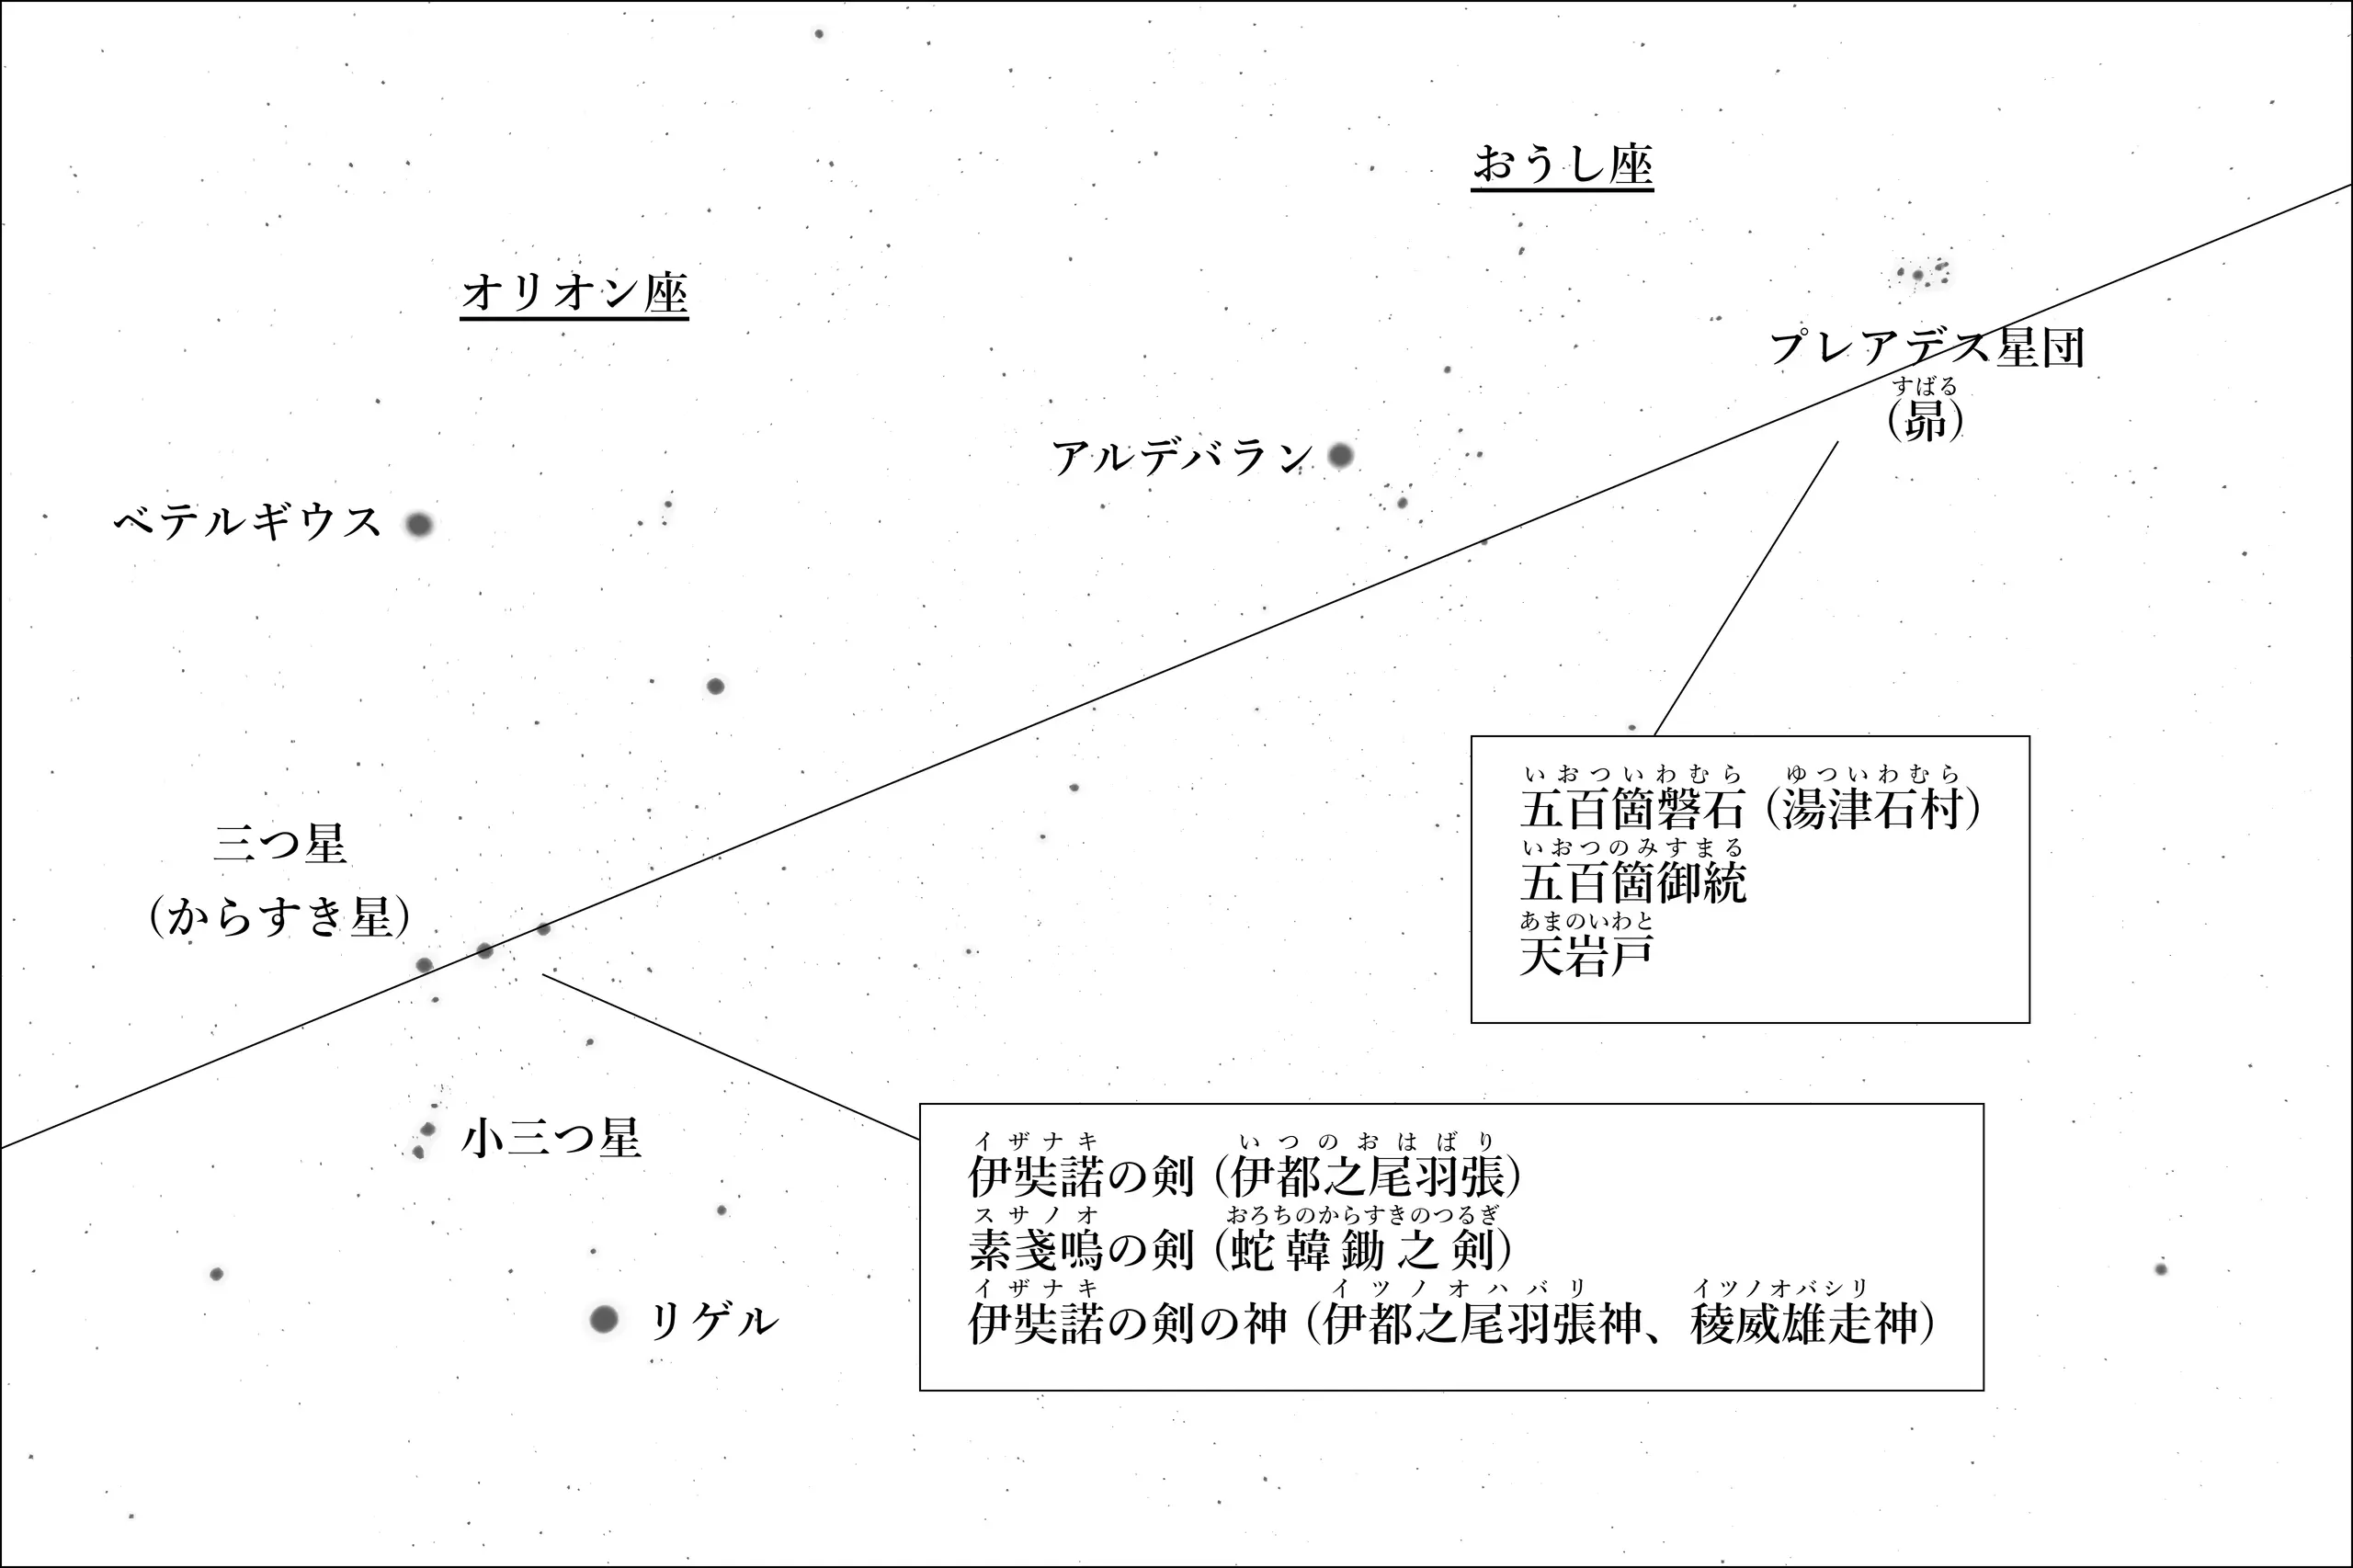 おうし座
オリオン座
プレアデス星団
すばる
（昴）
アルデバラン
ベテルギウス
いおついわむら ゆついわむら
五百箇磐石（湯津石村）
いおつのみすまる
五百箇御統
あまのいわと
天岩戸
三つ星
（からすき星）
小三つ星
イザナキ いつのおはばり
伊奘諾の剣（伊都之尾羽張）
スサノオ おろちのからすきのつるぎ
素戔嗚の剣（蛇韓鋤之剣）
イザナキ イツノオハバリ イツノオバシリ
伊奘諾の剣の神（伊都之尾羽張神、稜威雄走神）
リゲル